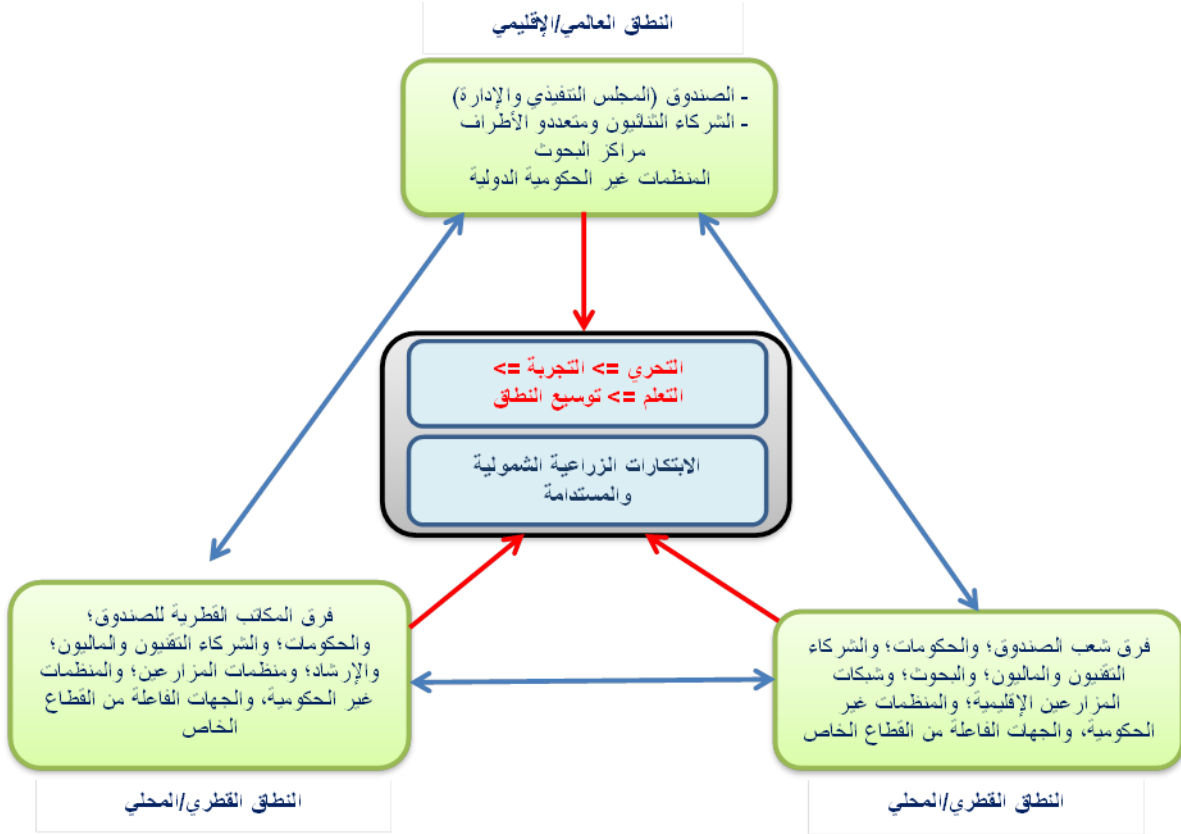 النطاق العالمي/الإقليمي
- الصندوق (المجلس التنفيذي والإدارة)
- الشركاء الثنائيون ومتعددو الأطراف
مراكز البحوث
المنظمات غير الحكومية الدولية
التحري => التجربة =>
التعلم => توسيع النطاق
الابتكارات الزراعية الشمولية
والمستدامة
فرق شعب الصندوق؛ والحكومات؛ والشركاء
التقنيون والماليون؛ والبحوث؛ وشبكات
المزارعين الإقليمية؛ والمنظمات غير
الحكومية، والجهات الفاعلة من القطاع الخاص
النطاق القطري/المحلي
فرق المكاتب القطرية للصندوق؛
والحكومات؛ والشركاء التقنيون والماليون؛
والإرشاد؛ ومنظمات المزارعين؛ والمنظمات
غير الحكومية، والجهات الفاعلة من القطاع
الخاص
النطاق القطري/المحلي